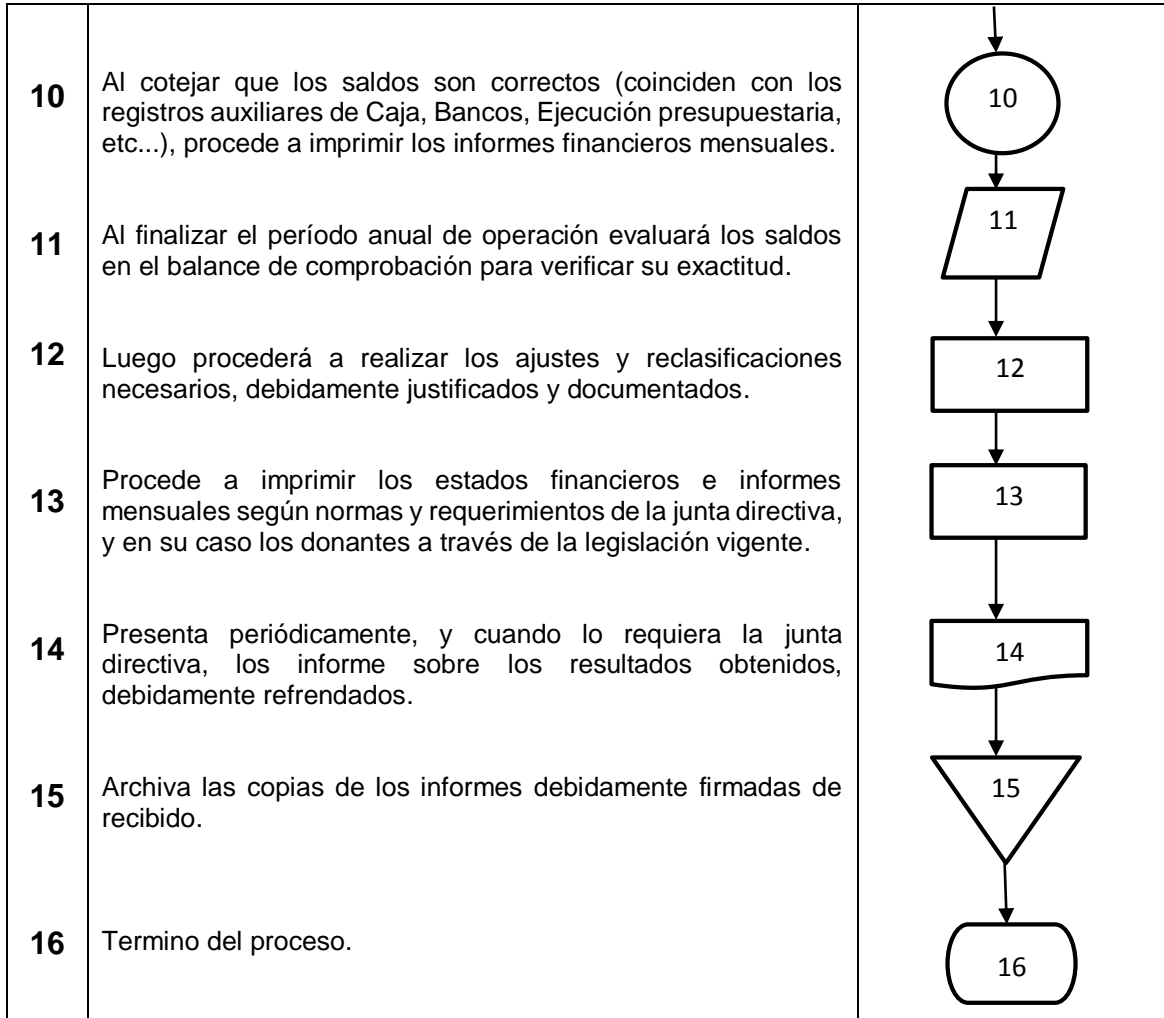 10
Al cotejar que los saldos son correctos (coinciden con los
registros auxiliares de Caja, Bancos, Ejecución presupuestaria,
etc...), procede a imprimir los informes financieros mensuales.
10
11
Al finalizar el período anual de operación evaluará los saldos
en el balance de comprobación para verificar su exactitud.
11
12
Luego procederá a realizar los ajustes y reclasificaciones
necesarios, debidamente justificados y documentados.
12
13
Procede a imprimir los estados financieros e informes
mensuales según normas y requerimientos de la junta directiva,
y en su caso los donantes a través de la legislación vigente.
13
14
Presenta periódicamente, y cuando lo requiera la junta
directiva, los informe sobre los resultados obtenidos,
debidamente refrendados.
14
15
Archiva las copias de los informes debidamente firmadas de
recibido.
15
16
Termino del proceso.
16